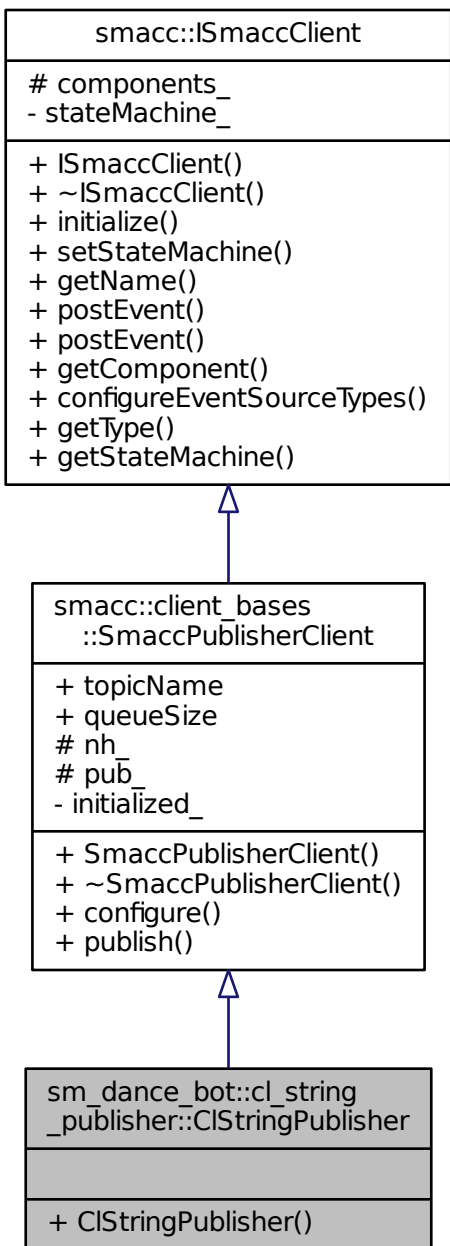 smacc::ISmaccClient
# components_
- stateMachine_
+ ISmaccClient()
+ ~ISmaccClient()
+ initialize()
+ setStateMachine()
+ getName()
+ postEvent()
+ postEvent()
+ getComponent()
+ configureEventSourceTypes()
+ getType()
+ getStateMachine()
smacc::client_bases
::SmaccPublisherClient
+ topicName
+ queueSize
# nh_
# pub_
- initialized_
+ SmaccPublisherClient()
+ ~SmaccPublisherClient()
+ configure()
+ publish()
sm_dance_bot::cl_string
_publisher::ClStringPublisher
+ ClStringPublisher()